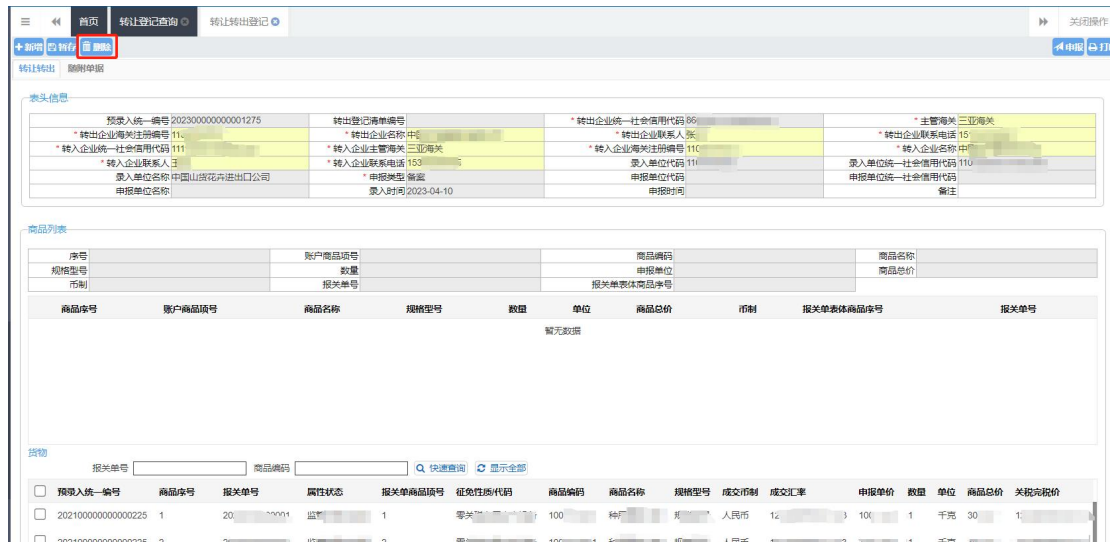 首页 转让登记查询 转让转出登记 关闭操作
新增 暂存 删除 申报
转让转出 随附单据
表头信息
预录入统一编号 202300000000001275 转出登记清单编号 * 转出企业统一社会信用代码 * 主管海关 三亚海关
* 转出企业海关注册编号 * 转出企业名称 * 转出企业联系人 * 转出企业联系电话
* 转入企业统一社会信用代码 * 转入企业主管海关 三亚海关 * 转入企业海关注册编号 * 转入企业名称
* 转入企业联系人 * 转入企业联系电话 录入单位代码 录入单位统一社会信用代码
录入单位名称 中国山货花卉进出口公司 * 申报类型 备案 申报单位代码 申报单位统一社会信用代码
申报单位名称 录入时间 2023-04-10 申报时间 备注
商品列表
序号 账户商品项号 商品编码 商品名称
规格型号 数量 申报单位 商品总价
币制 报关单号 报关单表体商品序号
商品序号 账户商品项号 商品名称 规格型号 数量 单位 商品总价 币制 报关单表体商品序号 报关单号
暂无数据
货物
报关单号 商品编码 快速查询 显示全部
预录入统一编号 商品序号 报关单号 属性状态 报关单商品项号 征免性质代码 商品编码 商品名称 规格型号 成交币制 成交汇率 申报单价 数量 单位 商品总价 关税完税价
202100000000000225 1 1 人民币 1 千克